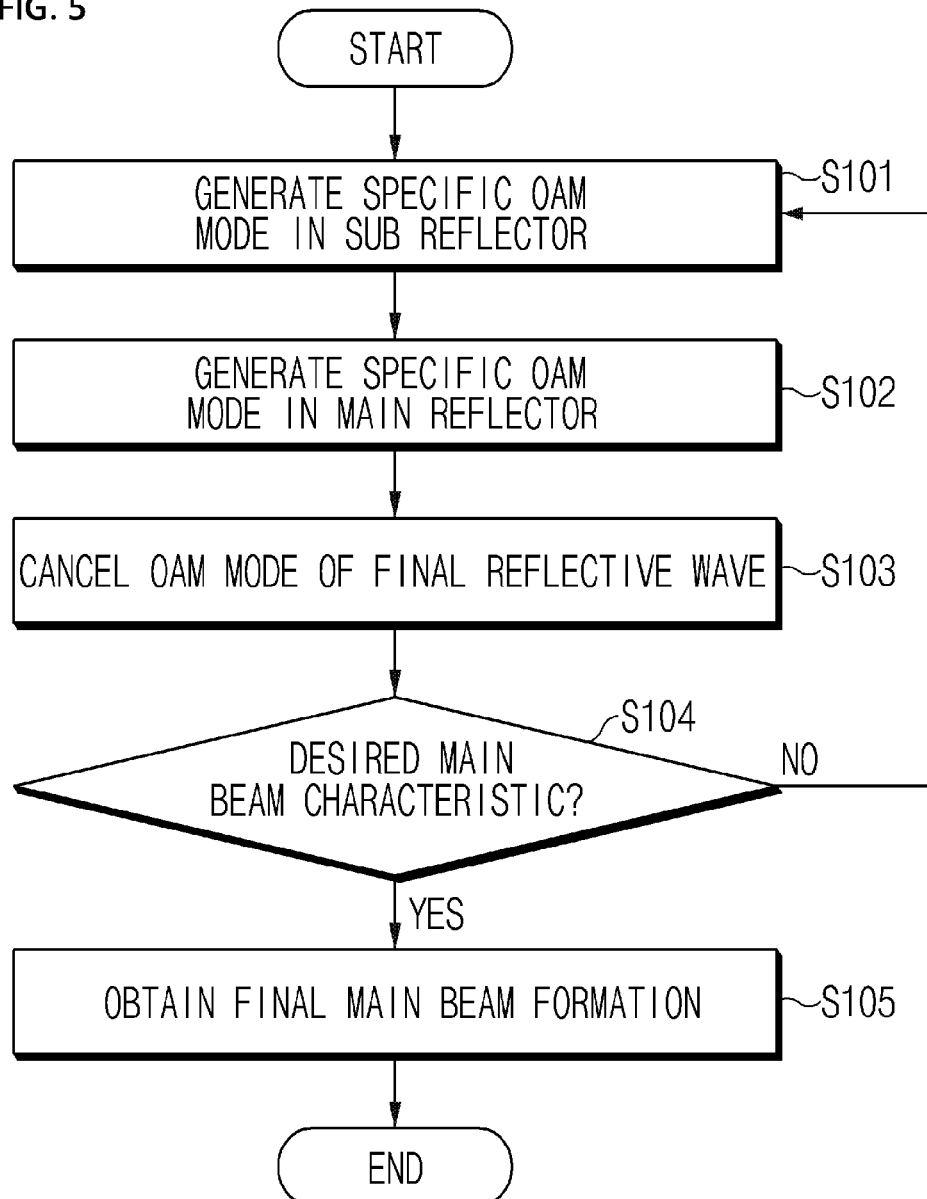 FIG. 5
START
GENERATE SPECIFIC OAM
MODE IN SUB REFLECTOR
S101
GENERATE SPECIFIC OAM
MODE IN MAIN REFLECTOR
S102
CANCEL OAM MODE OF FINAL REFLECTIVE WAVE
S103
S104
DESIRED MAIN
BEAM CHARACTERISTIC?
NO
YES
OBTAIN FINAL MAIN BEAM FORMATION
S105
END